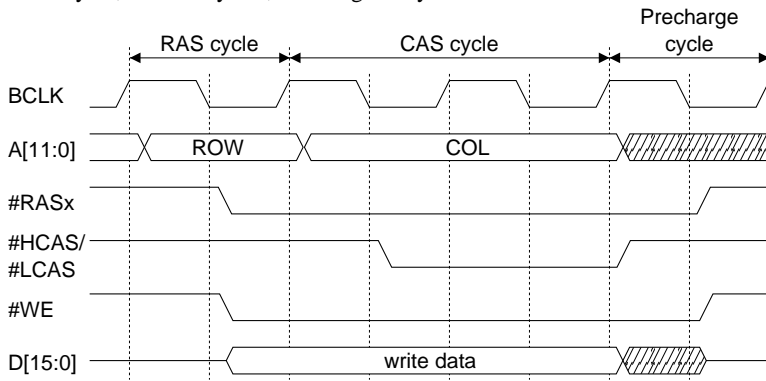 Precharge
RAS cycle CAS cycle cycle
BCLK
A[11:0] ROW COL
#RASx
#HCAS/
#LCAS
#WE
D[15:0] write data